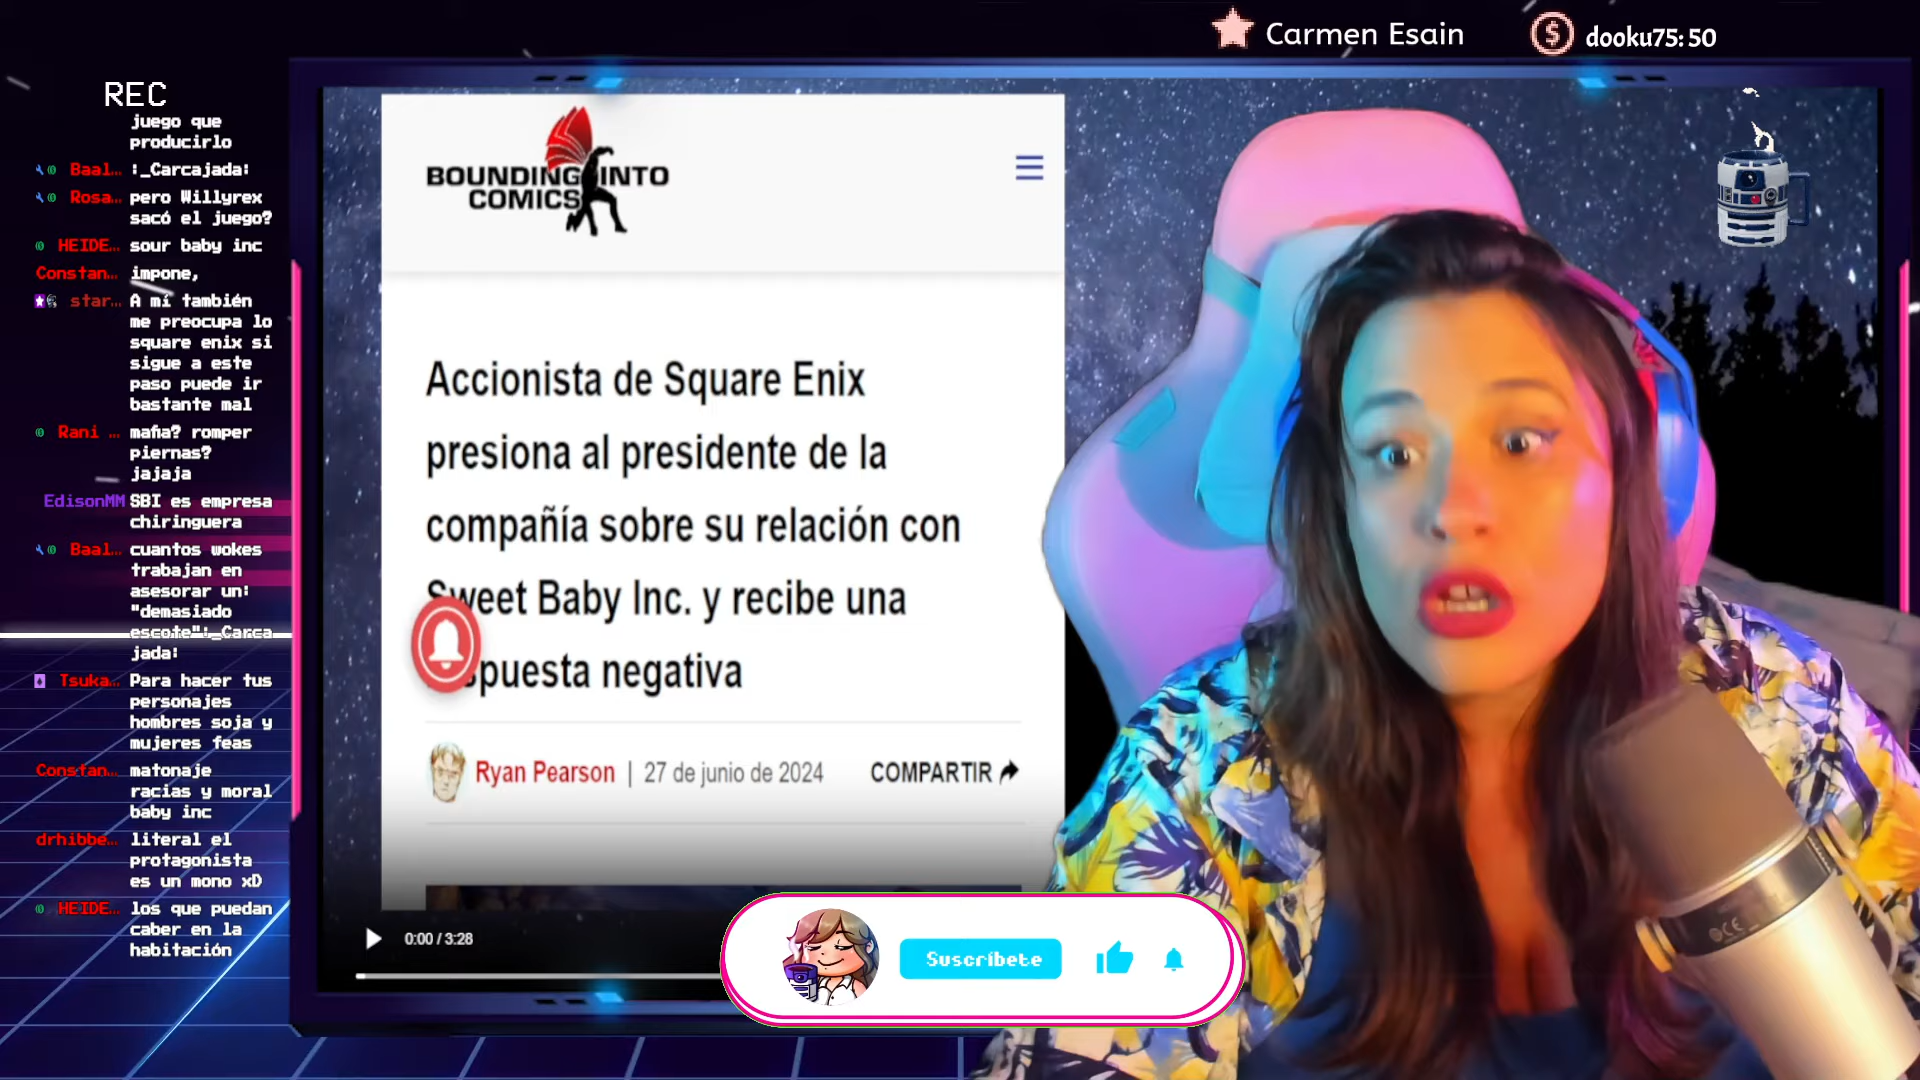 Carmen Esain
dooku75: 50
REC
juego que
producirlo
Baal… :_Carcajada:
Rosa… pero Willyrex
sacó el juego?
HEIDE… sour baby inc
Constan… impone,
star… A mí también
me preocupa lo
square enix si
sigue a este
paso puede ir
bastante mal
Rani … mafia? romper
piernas?
jajaja
EdisonMM SBI es empresa
chiringuera
Baal… cuantos wokes
trabajan en
asesorar un:
"demasiado
escote":_Carca
jada:
Tsuka… Para hacer tus
personajes
hombres soja y
mujeres feas
Constan… matonaje
racias y moral
baby inc
drhibbe… literal el
protagonista
es un mono xD
HEIDE… los que puedan
caber en la
habitación
BOUNDING INTO
COMICS
Accionista de Square Enix
presiona al presidente de la
compañía sobre su relación con
Sweet Baby Inc. y recibe una
puesta negativa
Ryan Pearson | 27 de junio de 2024 COMPARTIR
0:00 / 3:28
Suscríbete